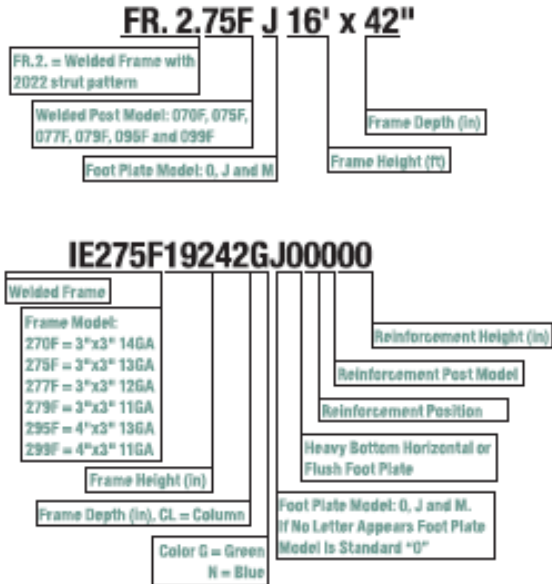 FR. 2.75F J 16' x 42"
FR.2. = Welded Frame with
2022 strut pattern
Welded Post Model: 070F, 075F,
077F, 079F, 095F and 099F
Foot Plate Model: O, J and M
Frame Depth (in)
Frame Height (ft)
IE275F19242GJ00000
Welded Frame
Frame Model:
270F = 3"x3" 14GA
275F = 3"x3" 13GA
277F = 3"x3" 12GA
279F = 3"x3" 11GA
295F = 4"x3" 13GA
299F = 4"x3" 11GA
Frame Height (in)
Frame Depth (in), CL = Column
Color G = Green
N = Blue
Reinforcement Height (in)
Reinforcement Post Model
Reinforcement Position
Heavy Bottom Horizontal or
Flush Foot Plate
Foot Plate Model: O, J and M.
If No Letter Appears Foot Plate
Model is Standard "O"